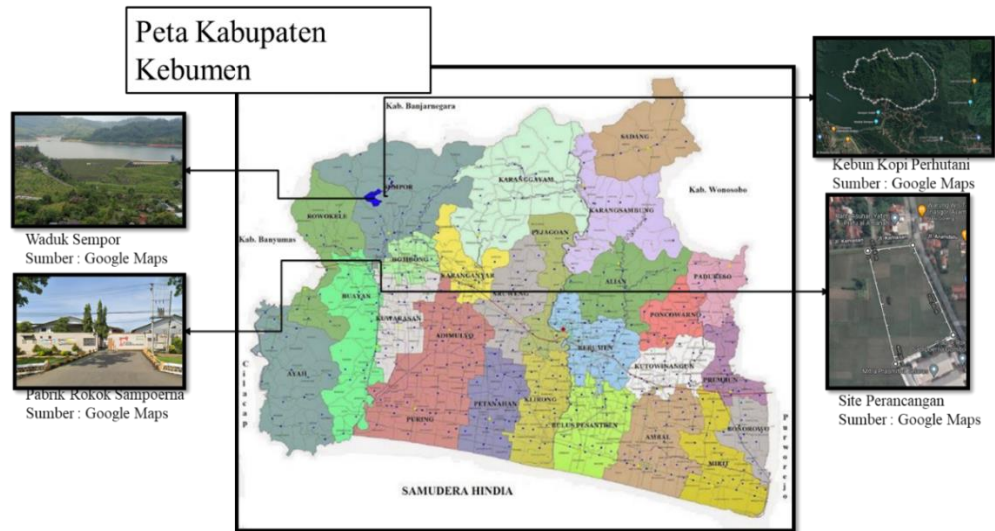 Peta Kabupaten
Kebumen
Kab. Banjarnegara
SADANG
KARANGGAYAM
Kab. Wonosobo
KARANGSAMBUNG
ROWOKELE
Kab. Banyumas
PEJAGOAN
KARANGANYAR
ALIAN
PADURESO
BUAYAN
KUWARASAN
PONCOWARNO
ADIMULYO
KEBUMEN
KUTOWINANGUN
AYAH
PREMBUN
PETANAHAN
KLIRONG
PURING
BULUS PESANTREN
AMBAL
BONOROWO
MIRIT
Cilacap
Purworejo
SAMUDERA HINDIA
Waduk Sempor
Sumber : Google Maps
Pabrik Rokok Sampoerna
Sumber : Google Maps
Kebun Kopi Perhutani
Sumber : Google Maps
Site Perancangan
Sumber : Google Maps